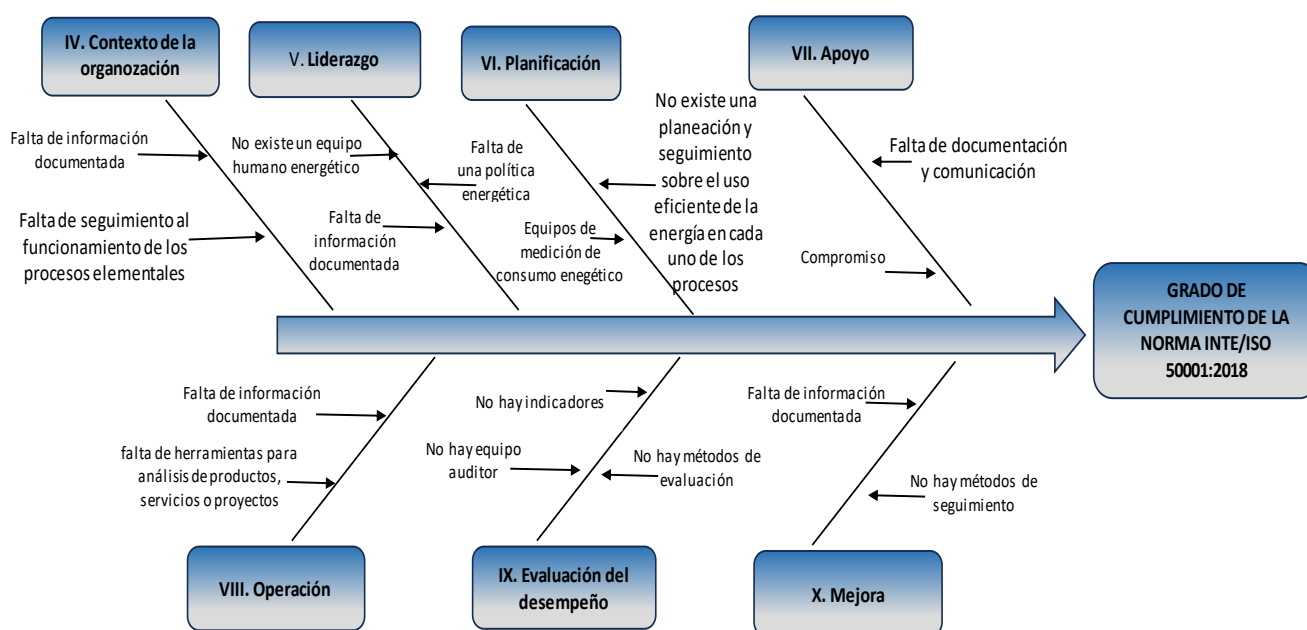 IV. Contexto de la
organozación
V. Liderazgo
VI. Planificación
VII. Apoyo
Falta de información
documentada
Falta de seguimiento al
funcionamiento de los
procesos elementales
No existe un equipo
humano energético
Falta de
una política
energética
Falta de
información
documentada
No existe una
planeación y
seguimiento
sobre el uso
eficiente de la
energía en cada
uno de los
procesos
Equipos de
medición de
consumo enegético
Falta de documentación
y comunicación
Compromiso
GRADO DE
CUMPLIMIENTO DE LA
NORMA INTE/ISO
50001:2018
Falta de información
documentada
falta de herramientas para
análisis de productos,
servicios o proyectos
No hay indicadores
No hay equipo
auditor
No hay métodos de
evaluación
Falta de información
documentada
No hay métodos de
seguimiento
VIII. Operación
IX. Evaluación del
desempeño
X. Mejora